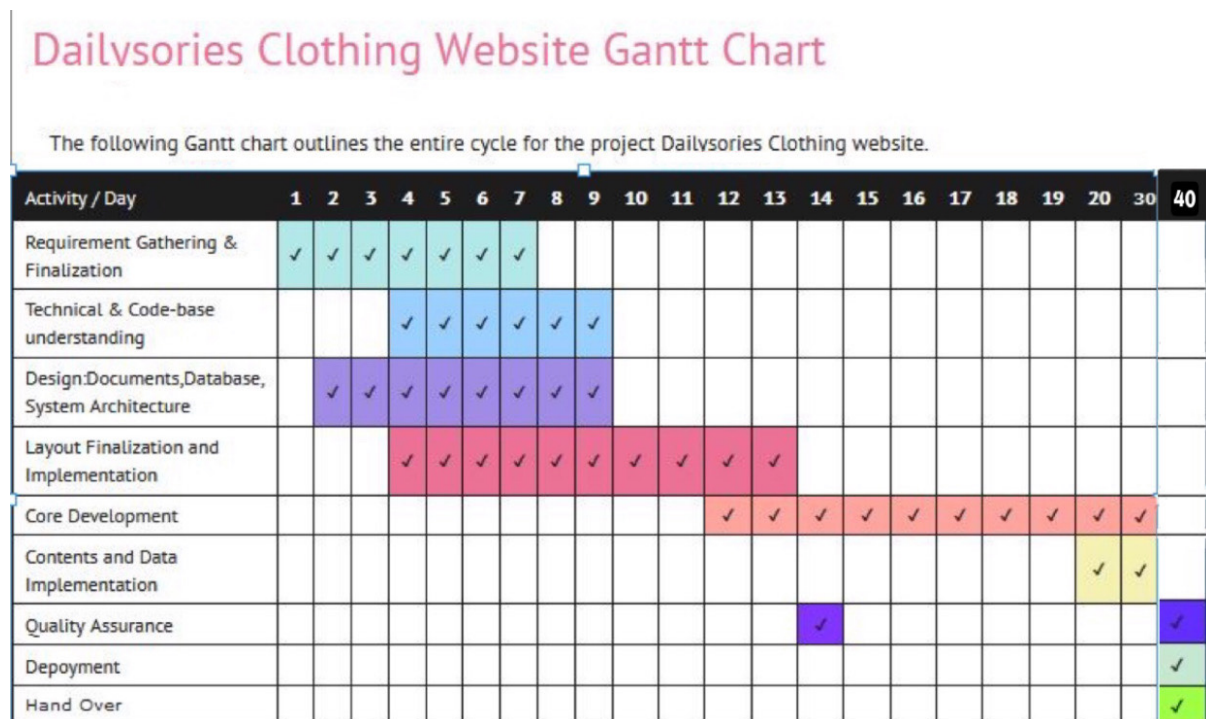 Dailvsories Clothing Website Gantt Chart
The following Gantt chart outlines the entire cycle for the project Dailvsories Clothing website.
Activity / Day 1 2 3 4 5 6 7 8 9 10 11 12 13 14 15 16 17 18 19 20 30 40
Requirement Gathering &
Finalization
✓ ✓ ✓ ✓ ✓ ✓ ✓
Technical & Code-base
understanding
✓ ✓ ✓ ✓ ✓ ✓
Design:Documents,Database,
System Architecture
✓ ✓ ✓ ✓ ✓ ✓ ✓ ✓
Layout Finalization and
Implementation
✓ ✓ ✓ ✓ ✓ ✓ ✓ ✓ ✓ ✓
Core Development ✓ ✓ ✓ ✓ ✓ ✓ ✓ ✓ ✓ ✓
Contents and Data
Implementation
✓ ✓
Quality Assurance ✓ ✓
Depoyment ✓
Hand Over ✓